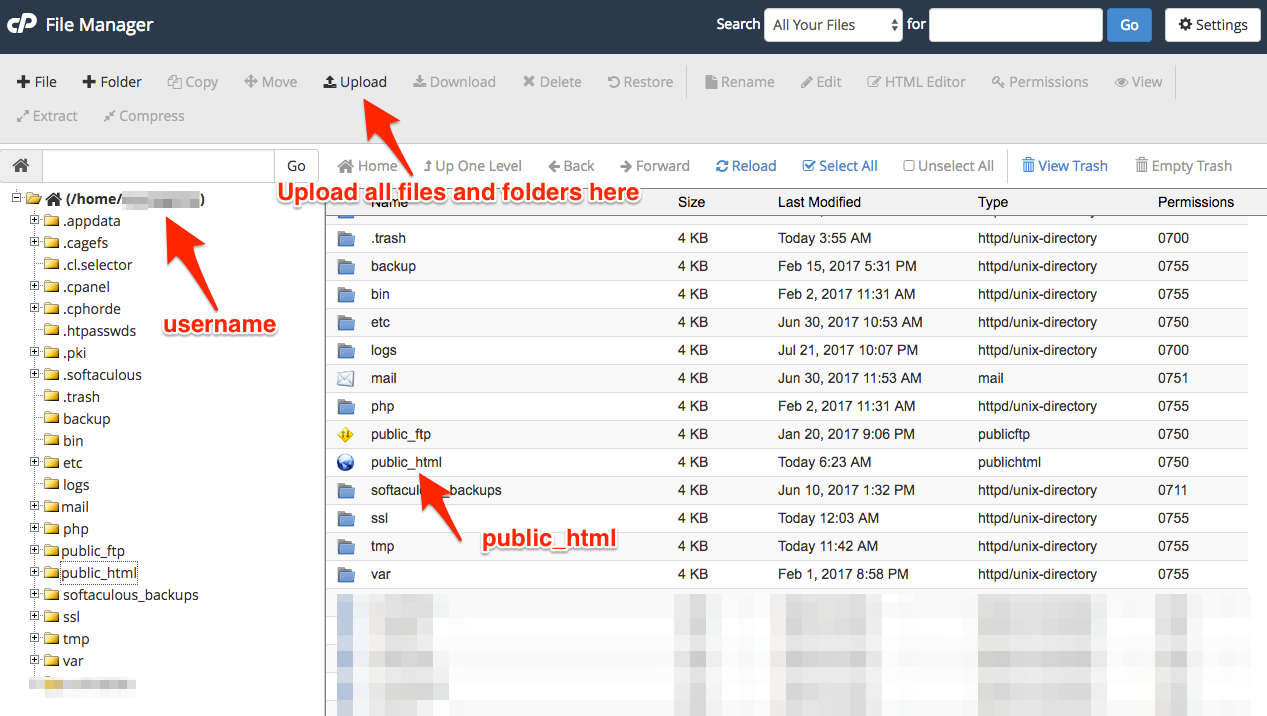 cP File Manager
Search All Your Files for Go Settings
File Folder Copy Move Upload Download Delete Restore Rename Edit HTML Editor Permissions View
Extract Compress
Go Home Up One Level Back Forward Reload Select All Unselect All View Trash Empty Trash
(/home/ )
.appdata
.cagefs
.cl.selector
.cpanel
.cphorde
.htpasswds
.pki
.softaculous
.trash
backup
bin
etc
logs
mail
php
public_ftp
public_html
softaculous_backups
ssl
tmp
var
username
Upload all files and folders here
Name Size Last Modified Type Permissions
.trash 4 KB Today 3:55 AM httpd/unix-directory 0700
backup 4 KB Feb 15, 2017 5:31 PM httpd/unix-directory 0755
bin 4 KB Feb 2, 2017 11:31 AM httpd/unix-directory 0755
etc 4 KB Jun 30, 2017 10:53 AM httpd/unix-directory 0750
logs 4 KB Jul 21, 2017 10:07 PM httpd/unix-directory 0700
mail 4 KB Jun 30, 2017 11:53 AM mail 0751
php 4 KB Feb 2, 2017 11:31 AM httpd/unix-directory 0755
public_ftp 4 KB Jan 20, 2017 9:06 PM publicftp 0750
public_html 4 KB Today 6:23 AM publichtml 0750
softaculous_backups 4 KB Jun 10, 2017 1:32 PM httpd/unix-directory 0711
ssl 4 KB Today 12:03 AM httpd/unix-directory 0755
tmp 4 KB Today 11:42 AM httpd/unix-directory 0755
var 4 KB Feb 1, 2017 8:58 PM httpd/unix-directory 0755
public_html